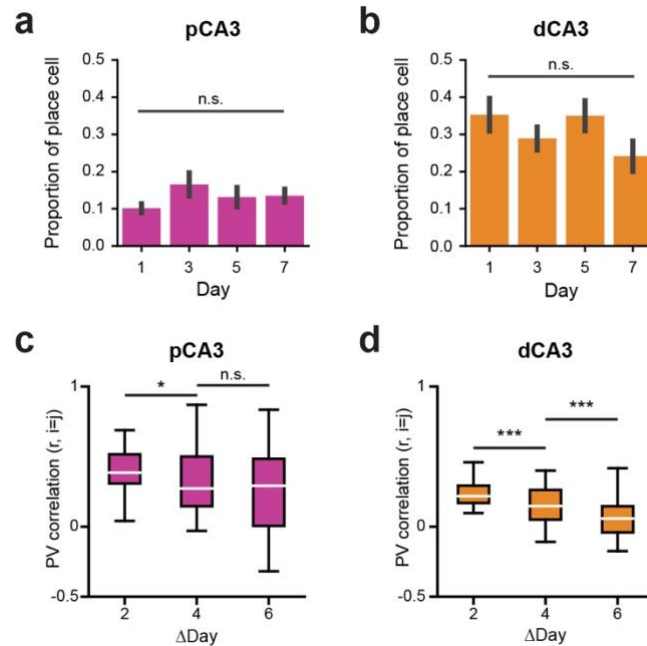 a
pCA3
Proportion of place cell
0.5
0.4
0.3
0.2
0.1
0.0
n.s.
1 3 5 7
Day
b
dCA3
Proportion of place cell
0.5
0.4
0.3
0.2
0.1
0.0
n.s.
1 3 5 7
Day
c
pCA3
PV correlation (r, i=j)
1
0
-0.5
*
n.s.
2 4 6
ΔDay
d
dCA3
PV correlation (r, i=j)
1
0
-0.5
***
***
2 4 6
ΔDay